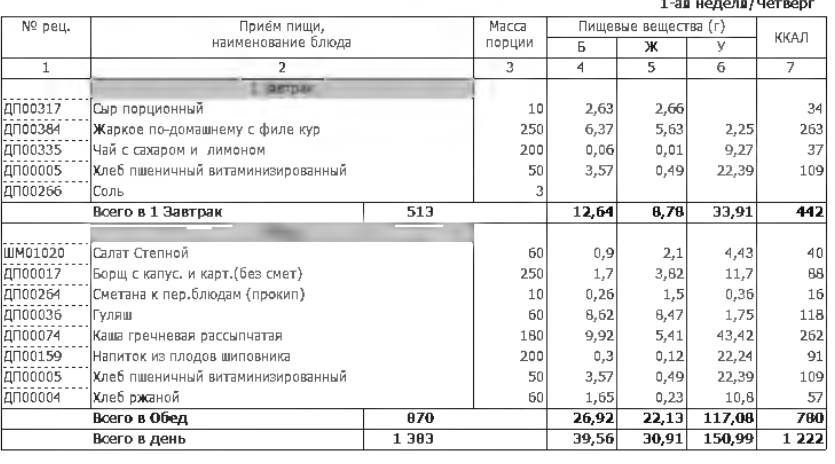 1-ая неделя/Четверг
№ рец. Приём пищи, Масса Пищевые вещества (г) ККАЛ
наименование блюда порции Б Ж У
1 2 3 4 5 6 7
1 Завтрак
ДП00317 Сыр порционный 10 2,63 2,66 34
ДП00384 Жаркое по-домашнему с филе кур 250 6,37 5,63 2,25 263
ДП00335 Чай с сахаром и лимоном 200 0,06 0,01 9,27 37
ДП00005 Хлеб пшеничный витаминизированный 50 3,57 0,49 22,39 109
ДП00266 Соль 3
Всего в 1 Завтрак 513 12,64 8,78 33,91 442
ШМ01020 Салат Степной 60 0,9 2,1 4,43 40
ДП00017 Борщ с капус. и карт.(без смет) 250 1,7 3,82 11,7 88
ДП00264 Сметана к пер.блюдам (прокип) 10 0,26 1,5 0,36 16
ДП00036 Гуляш 60 8,62 8,47 1,75 118
ДП00074 Каша гречневая рассыпчатая 180 9,92 5,41 43,42 262
ДП00159 Напиток из плодов шиповника 200 0,3 0,12 22,24 91
ДП00005 Хлеб пшеничный витаминизированный 50 3,57 0,49 22,39 109
ДП00004 Хлеб ржаной 60 1,65 0,23 10,8 57
Всего в Обед 870 26,92 22,13 117,08 780
Всего в день 1 383 39,56 30,91 150,99 1 222